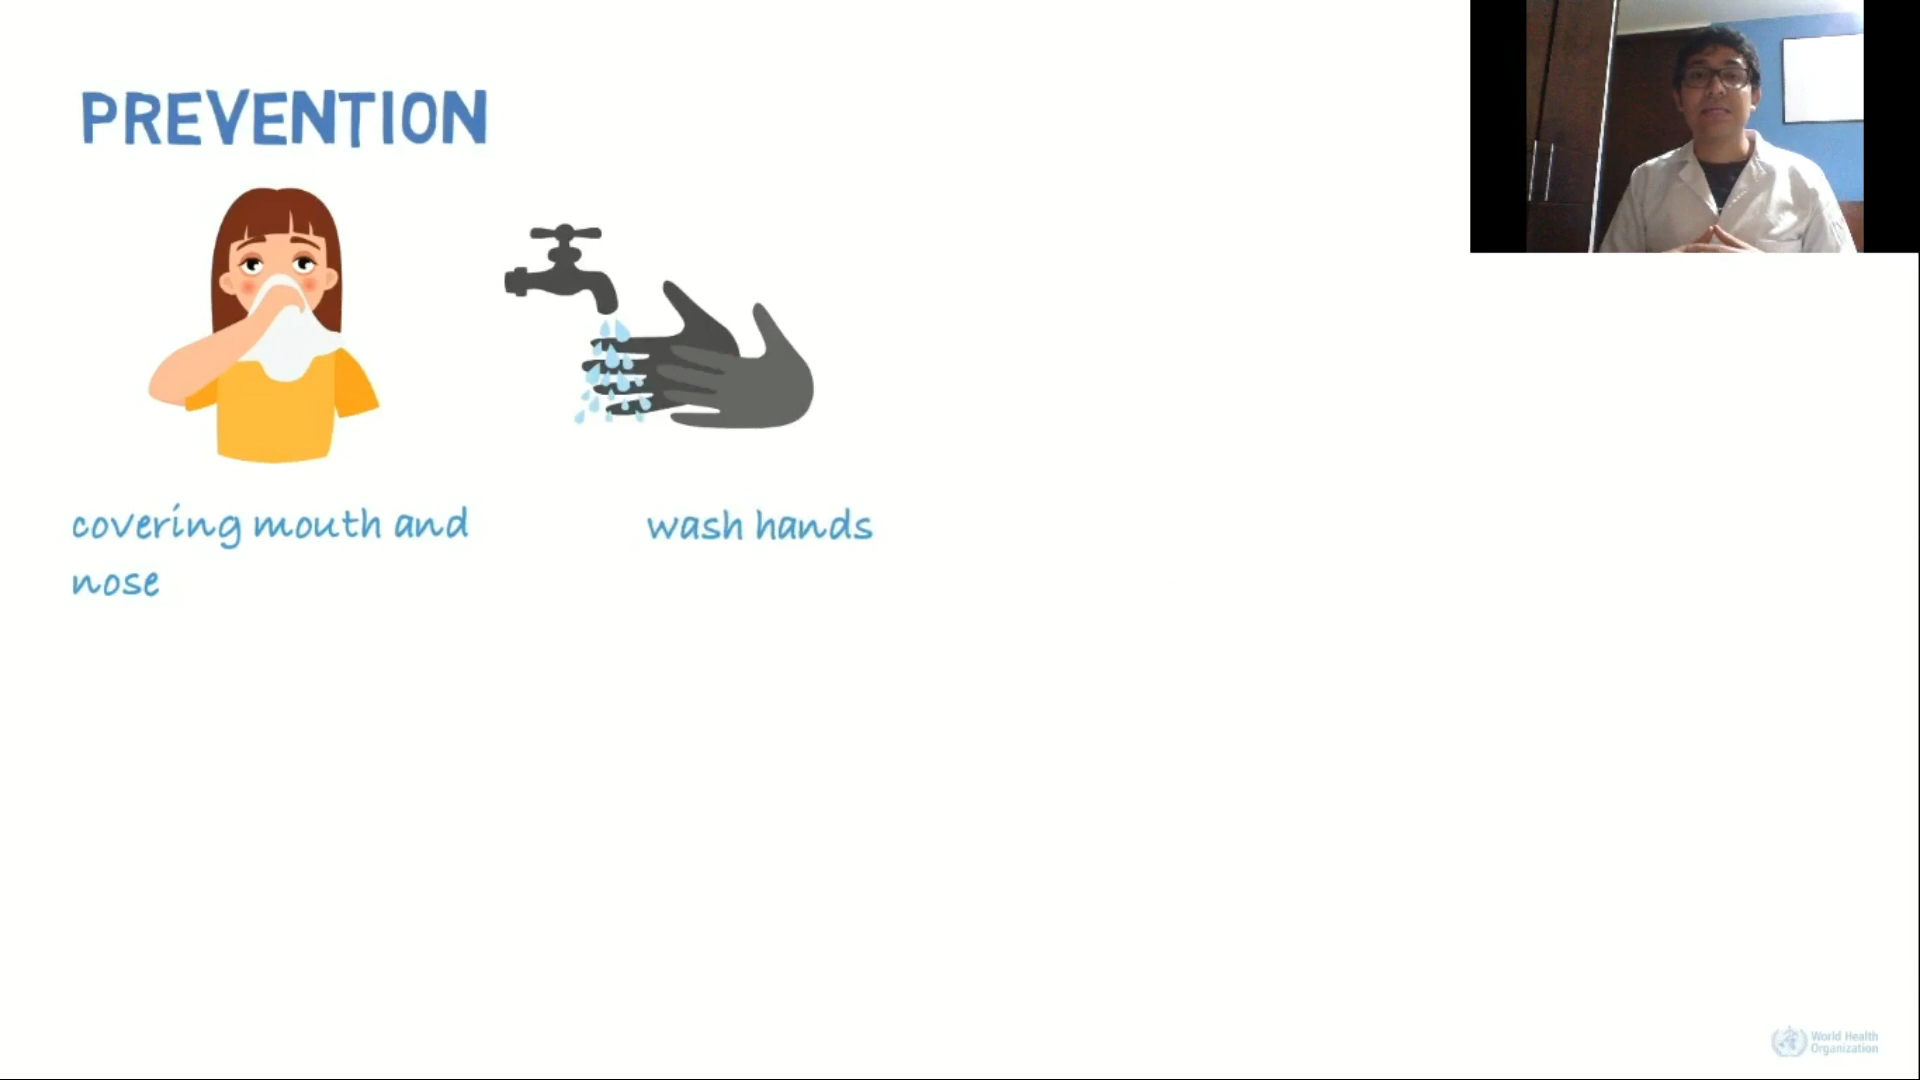 PREVENTION
covering mouth and
nose
wash hands
World Health
Organization